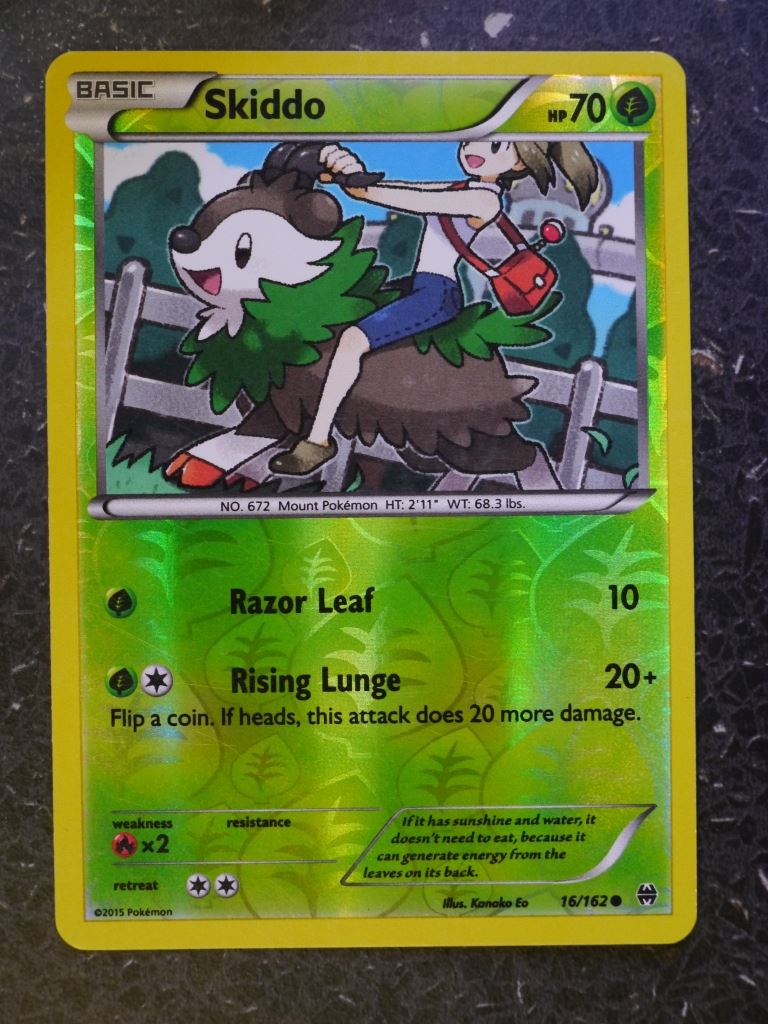 BASIC
Skiddo
HP 70
NO. 672 Mount Pokémon HT: 2'11" WT: 68.3 lbs.
Razor Leaf 10
Rising Lunge 20+
Flip a coin. If heads, this attack does 20 more damage.
weakness resistance
×2
retreat
If it has sunshine and water, it
doesn't need to eat, because it
can generate energy from the
leaves on its back.
©2015 Pokémon
Illus. Kanako Eo 16/162